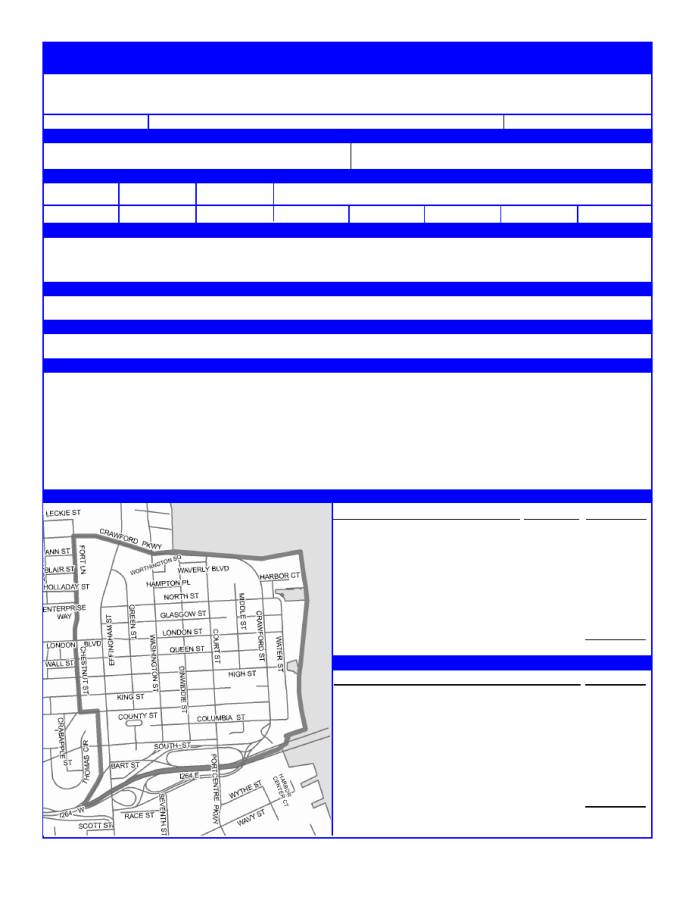 LECKIE ST
CRAWFORD PKWY
ANN ST
FORT LN
WORTHINGTON SQ
WAVERLY BLVD
BLAIR ST
HARBOR CT
HOLLADAY ST
HAMPTON PL
NORTH ST
MIDDLE ST
ENTERPRISE
WAY
GREEN ST
GLASGOW ST
CRAWFORD ST
EFFINGHAM ST
LONDON ST
COURT ST
WATER ST
LONDON BLVD
WASHINGTON ST
QUEEN ST
CHESTNUT ST
WALL ST
DINWIDDIE ST
HIGH ST
KING ST
COUNTY ST
COLUMBIA ST
CRABAPPLE
ST
THOMAS CIR
SOUTH ST
BART ST
PORTCENTRE PKWY
I264 E
HARBOR
CENTER CT
WYTHE ST
SEVENTH ST
I264 W
RACE ST
WAVY ST
SCOTT ST